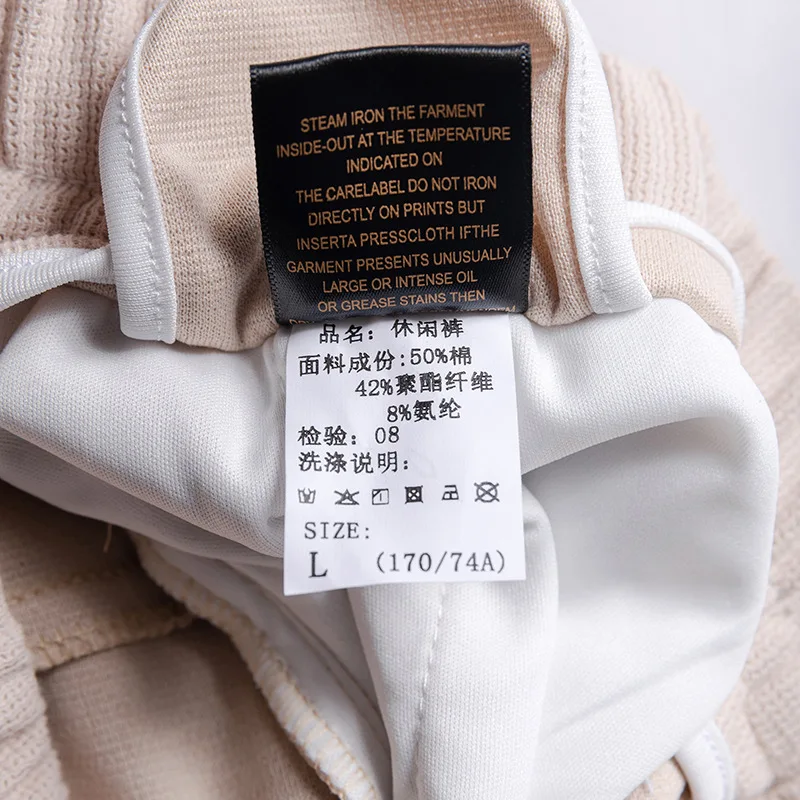 STEAM IRON THE FARMENT
INSIDE-OUT AT THE TEMPERATURE
INDICATED ON
THE CARELABEL DO NOT IRON
DIRECTLY ON PRINTS BUT
INSERTA PRESSCLOTH IFTHE
GARMENT PRESENTS UNUSUALLY
LARGE OR INTENSE OIL
OR GREASE STAINS THEN
品名：休闲裤
面料成份:50%棉
42%聚酯纤维
8%氨纶
检验：08
洗涤说明：
SIZE:
L (170/74A)